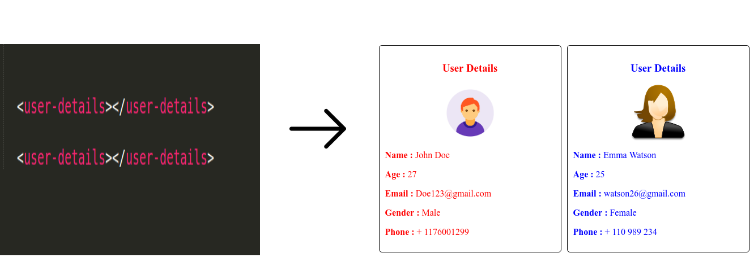 <user-details></user-details>
<user-details></user-details>
User Details
Name : John Doe
Age : 27
Email : Doe123@gmail.com
Gender : Male
Phone : + 1176001299
User Details
Name : Emma Watson
Age : 25
Email : watson26@gmail.com
Gender : Female
Phone : + 110 989 234